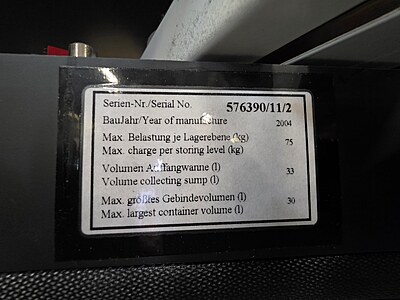 Serien-Nr./Serial No. 576390/11/2
BauJahr/Year of manufacture 2004
Max. Belastung je Lagerebene (kg) 75
Max. charge per storing level (kg)
Volumen Auffangwanne (l) 33
Volume collecting sump (l)
Max. größtes Gebindevolumen (l) 30
Max. largest container volume (l)